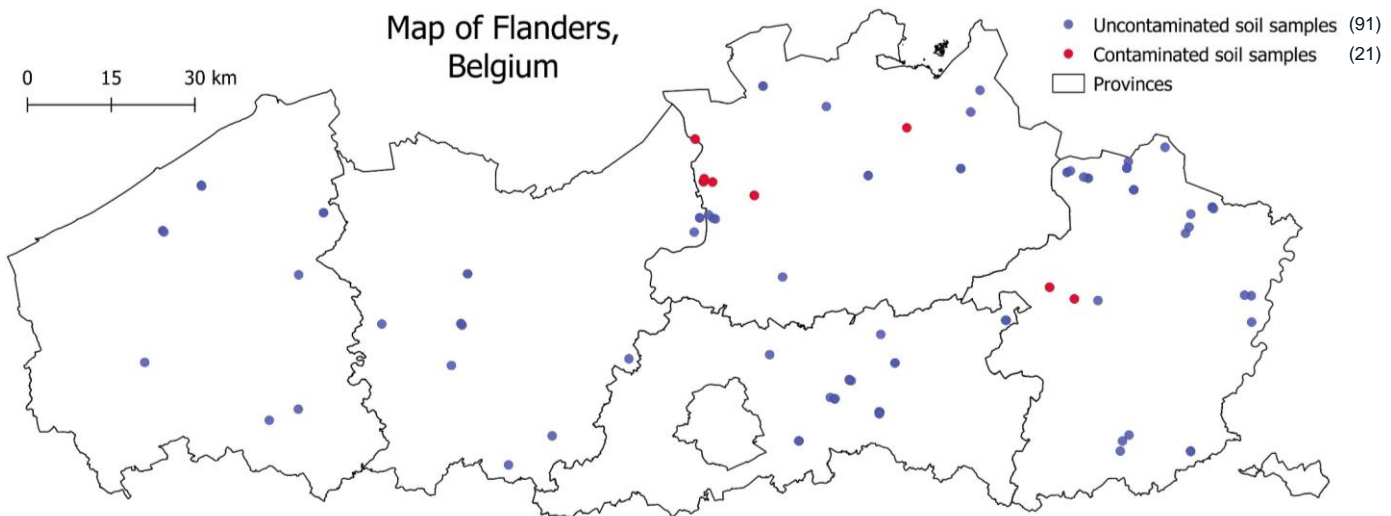 Map of Flanders,
Belgium
0 15 30 km
Uncontaminated soil samples (91)
Contaminated soil samples (21)
Provinces